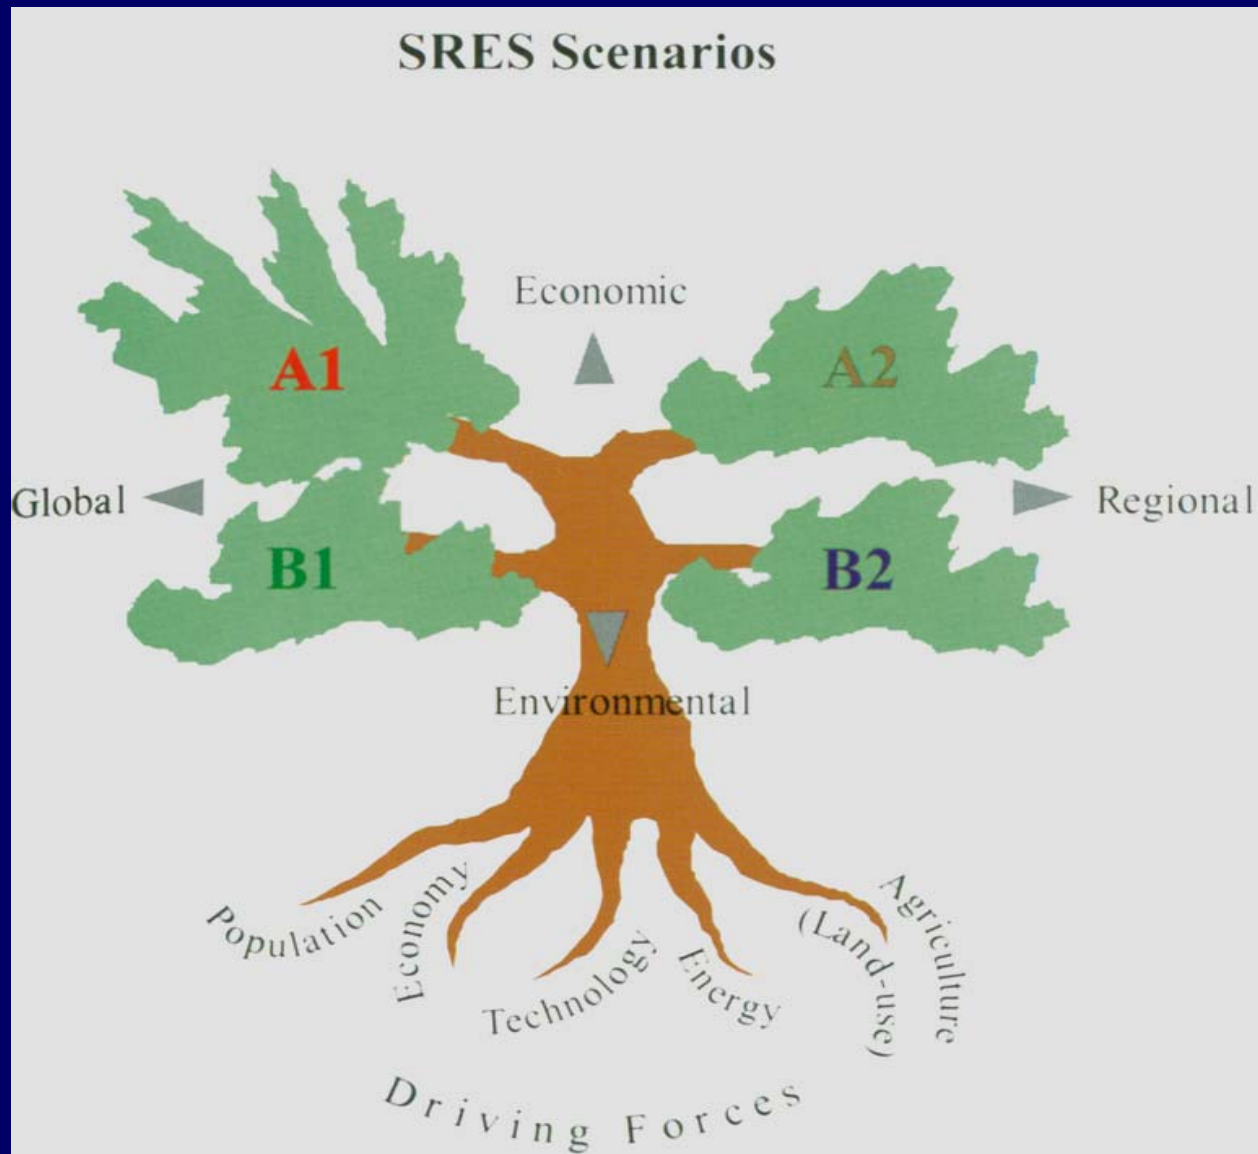 SRES Scenarios
Economic
A1
A2
Global
Regional
B1
B2
Environmental
Population
Economy
Technology
Energy
Agriculture
(Land-use)
Driving Forces